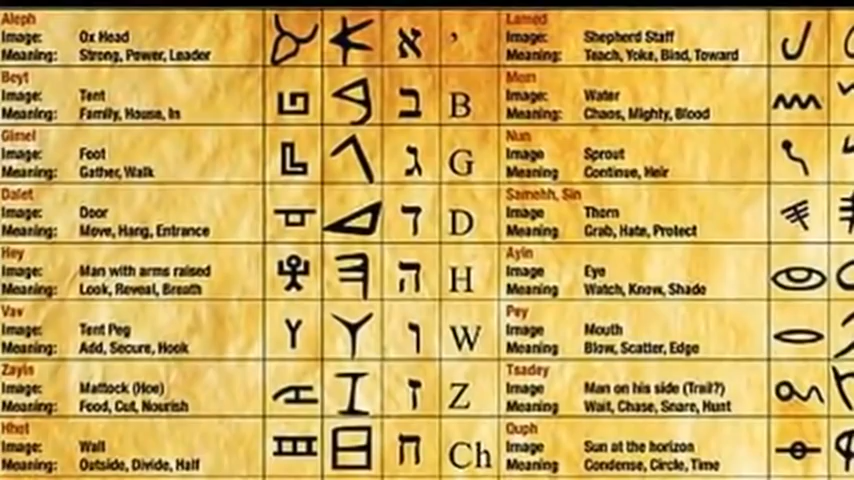 Aleph
Image: Ox Head
Meaning: Strong, Power, Leader
א ’
Beyt
Image: Tent
Meaning: Family, House, In
ב B
Gimel
Image: Foot
Meaning: Gather, Walk
ג G
Dalet
Image: Door
Meaning: Move, Hang, Entrance
ד D
Hey
Image: Man with arms raised
Meaning: Look, Reveal, Breath
ה H
Vav
Image: Tent Peg
Meaning: Add, Secure, Hook
ו W
Zayin
Image: Mattock (Hoe)
Meaning: Food, Cut, Nourish
ז Z
Hhet
Image: Wall
Meaning: Outside, Divide, Half
ח Ch
Lamed
Image: Shepherd Staff
Meaning: Teach, Yoke, Bind, Toward
Mem
Image: Water
Meaning: Chaos, Mighty, Blood
Nun
Image Sprout
Meaning Continue, Heir
Samehh, Sin
Image Thorn
Meaning Grab, Hate, Protect
Ayin
Image Eye
Meaning Watch, Know, Shade
Pey
Image Mouth
Meaning Blow, Scatter, Edge
Tsadey
Image Man on his side (Trail?)
Meaning Wait, Chase, Snare, Hunt
Quph
Image Sun at the horizon
Meaning Condense, Circle, Time